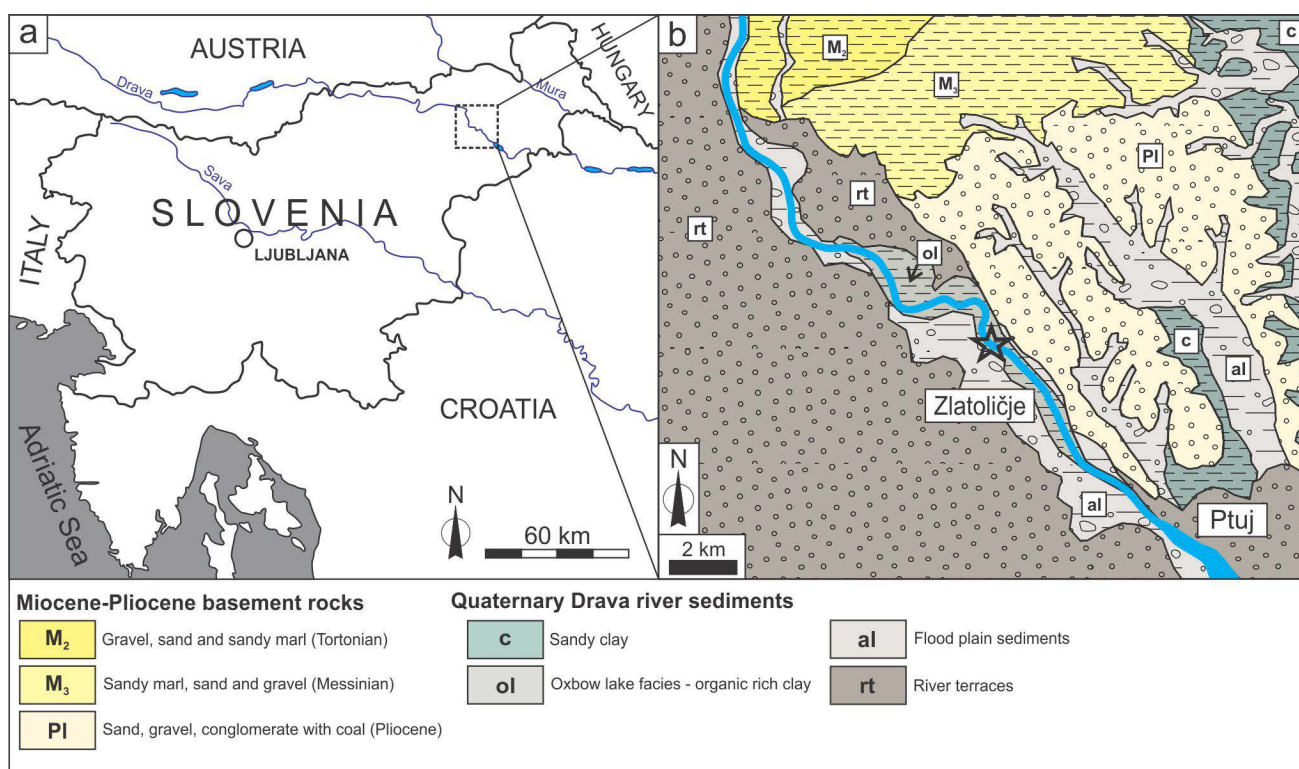 a
AUSTRIA
HUNGARY
Drava
Mura
Sava
SLOVENIA
LJUBLJANA
ITALY
CROATIA
Adriatic Sea
N
60 km
b
M2
c
M3
Pl
rt
rt
ol
c
al
Zlatoličje
N
al
Ptuj
2 km
Miocene-Pliocene basement rocks
M2 Gravel, sand and sandy marl (Tortonian)
M3 Sandy marl, sand and gravel (Messinian)
Pl Sand, gravel, conglomerate with coal (Pliocene)
Quaternary Drava river sediments
c Sandy clay
ol Oxbow lake facies - organic rich clay
al Flood plain sediments
rt River terraces